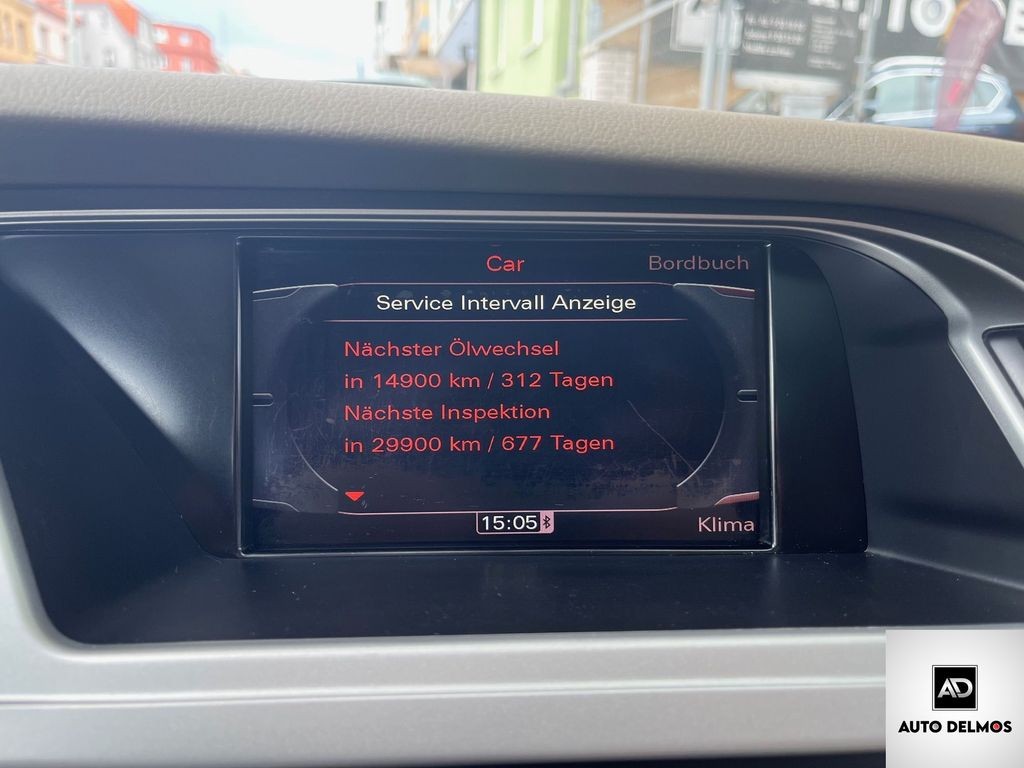 Car
Bordbuch
Service Intervall Anzeige
Nächster Ölwechsel
in 14900 km / 312 Tagen
Nächste Inspektion
in 29900 km / 677 Tagen
15:05
Klima
AD
AUTO DELMOS